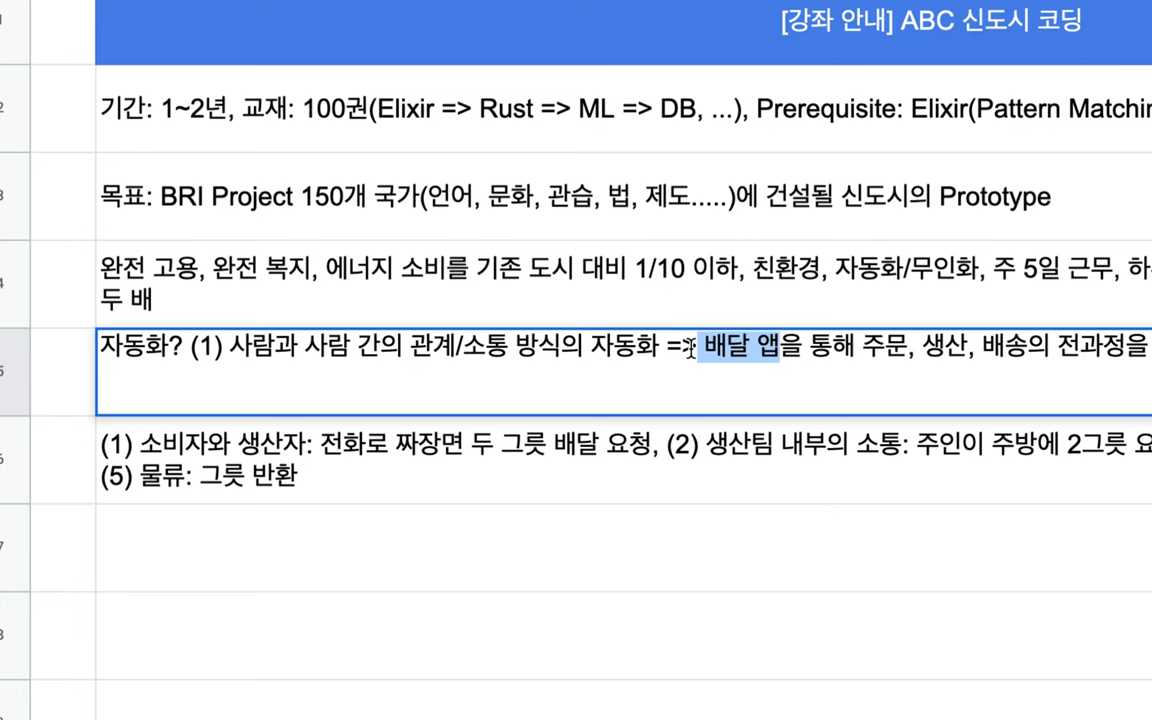 [강좌 안내] ABC 신도시 코딩
2
기간: 1~2년, 교재: 100권(Elixir => Rust => ML => DB, ...), Prerequisite: Elixir(Pattern
3
목표: BRI Project 150개 국가(언어, 문화, 관습, 법, 제도.....)에 건설될 신도시의 Prototype
4
완전 고용, 완전 복지, 에너지 소비를 기존 도시 대비 1/10 이하, 친환경, 자동화/무인화, 주 5일 근무,
두 배
5
자동화? (1) 사람과 사람 간의 관계/소통 방식의 자동화 => 배달 앱을 통해 주문, 생산, 배송의 전과정을
6
(1) 소비자와 생산자: 전화로 짜장면 두 그릇 배달 요청, (2) 생산팀 내부의 소통: 주인이 주방에 2그릇
(5) 물류: 그릇 반환
7
8